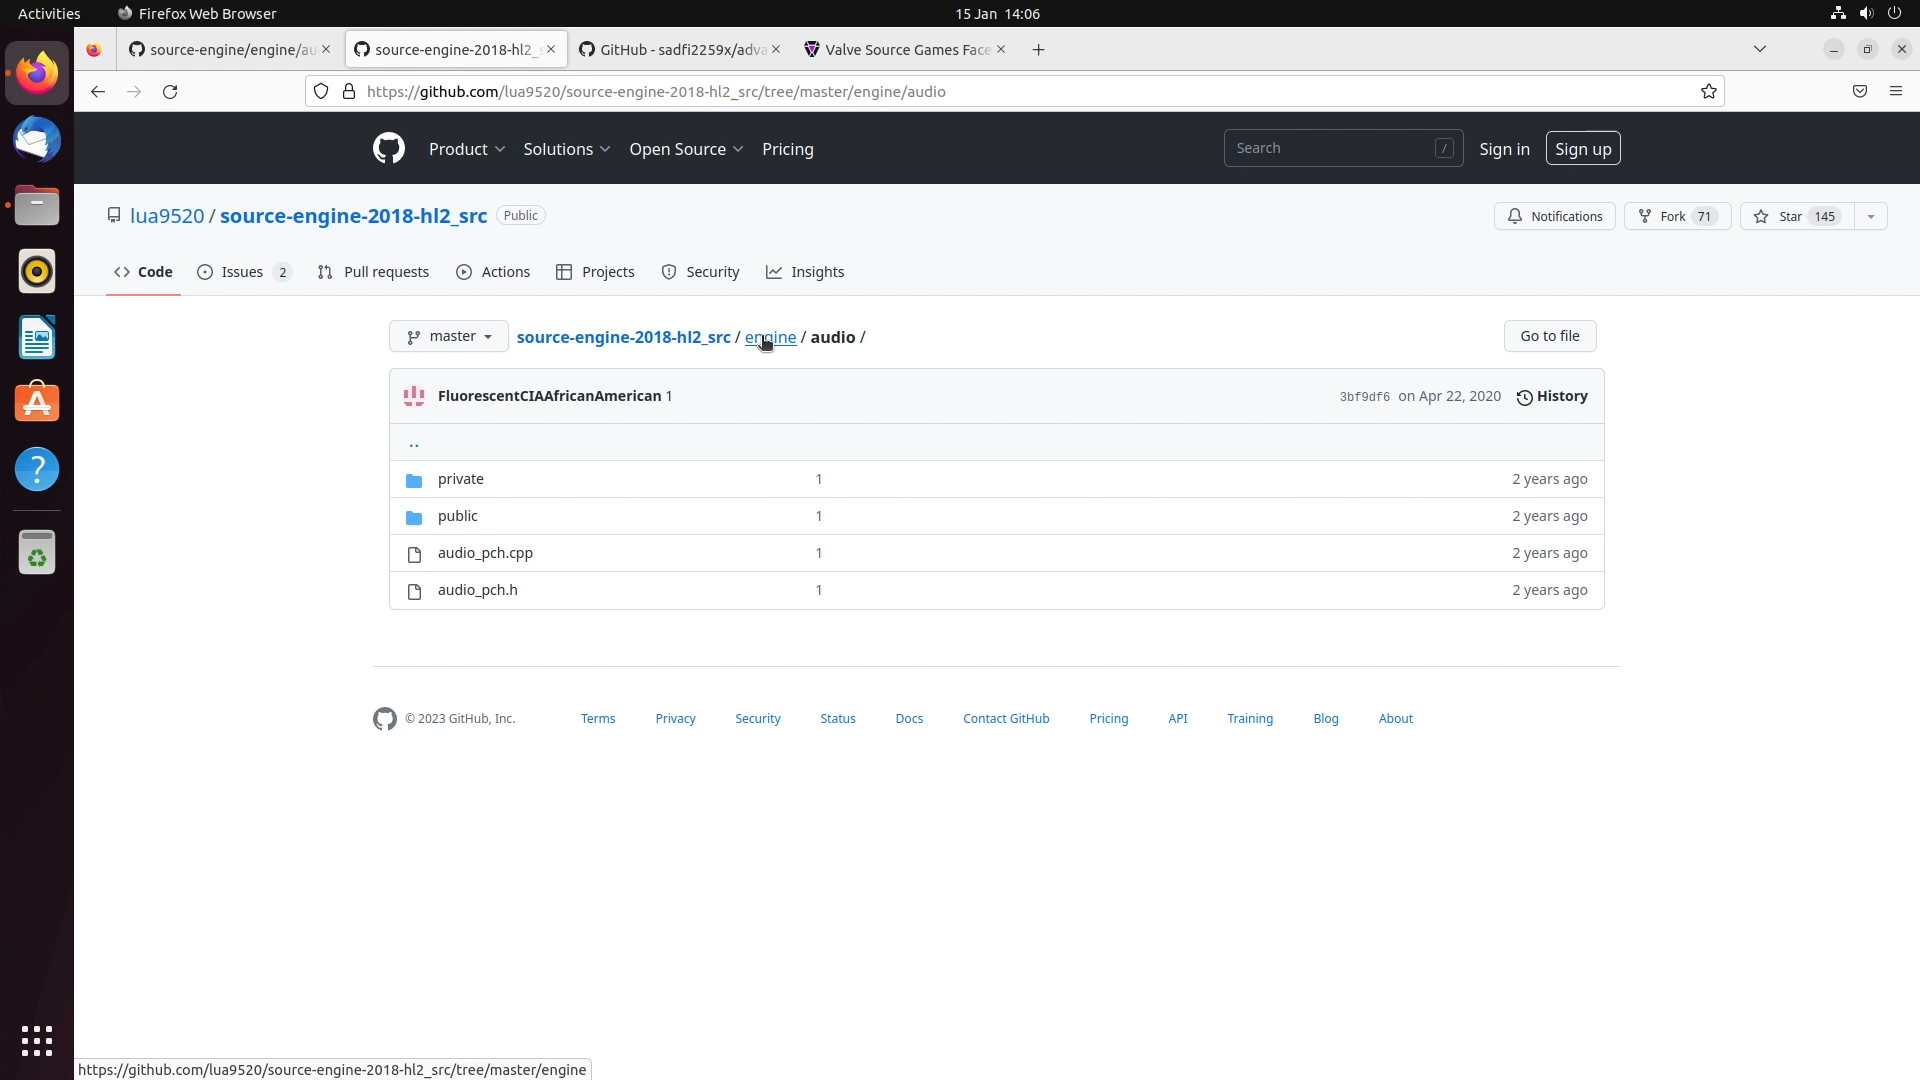 Activities Firefox Web Browser 15 Jan 14:06
source-engine/engine/au source-engine-2018-hl2_s GitHub - sadfi2259x/adva Valve Source Games Face
https://github.com/lua9520/source-engine-2018-hl2_src/tree/master/engine/audio
Product Solutions Open Source Pricing Search / Sign in Sign up
lua9520 / source-engine-2018-hl2_src Public Notifications Fork 71 Star 145
Code Issues 2 Pull requests Actions Projects Security Insights
master source-engine-2018-hl2_src / engine / audio / Go to file
FluorescentCIAAfricanAmerican 1 3bf9df6 on Apr 22, 2020 History
..
private 1 2 years ago
public 1 2 years ago
audio_pch.cpp 1 2 years ago
audio_pch.h 1 2 years ago
© 2023 GitHub, Inc. Terms Privacy Security Status Docs Contact GitHub Pricing API Training Blog About
https://github.com/lua9520/source-engine-2018-hl2_src/tree/master/engine